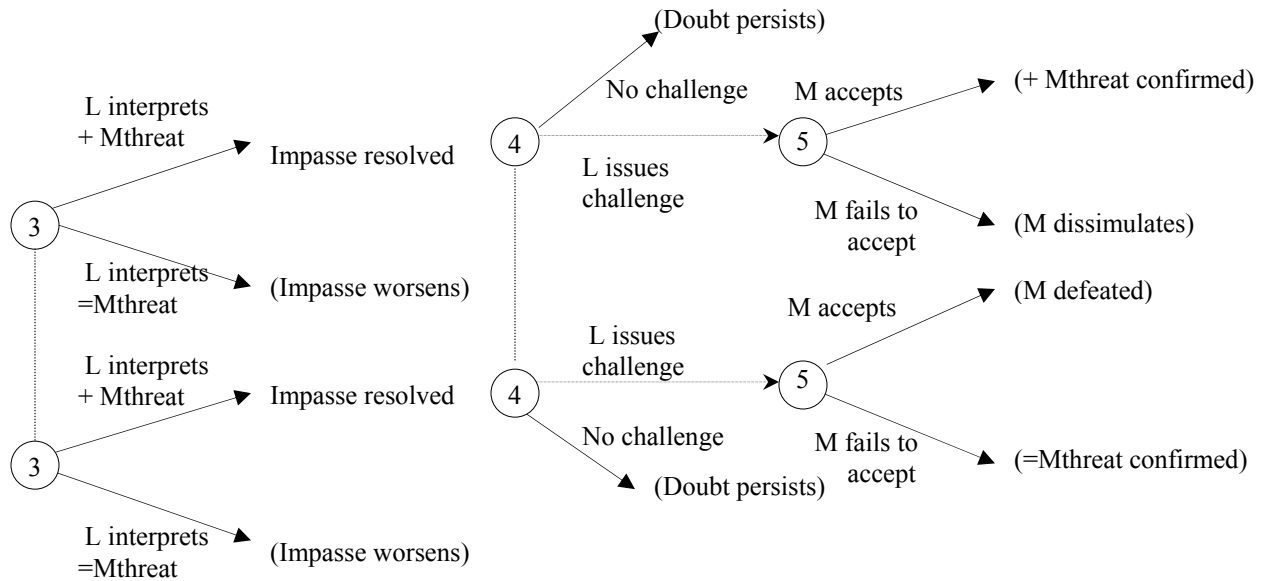 (Doubt persists)
No challenge
M accepts
(+ Mthreat confirmed)
L interprets
+ Mthreat
Impasse resolved
4
5
L issues
challenge
3
M fails to
accept
(M dissimulates)
L interprets
=Mthreat
(Impasse worsens)
M accepts
(M defeated)
L issues
challenge
L interprets
+ Mthreat
Impasse resolved
4
5
No challenge
M fails to
accept
3
(Doubt persists)
(=Mthreat confirmed)
L interprets
=Mthreat
(Impasse worsens)